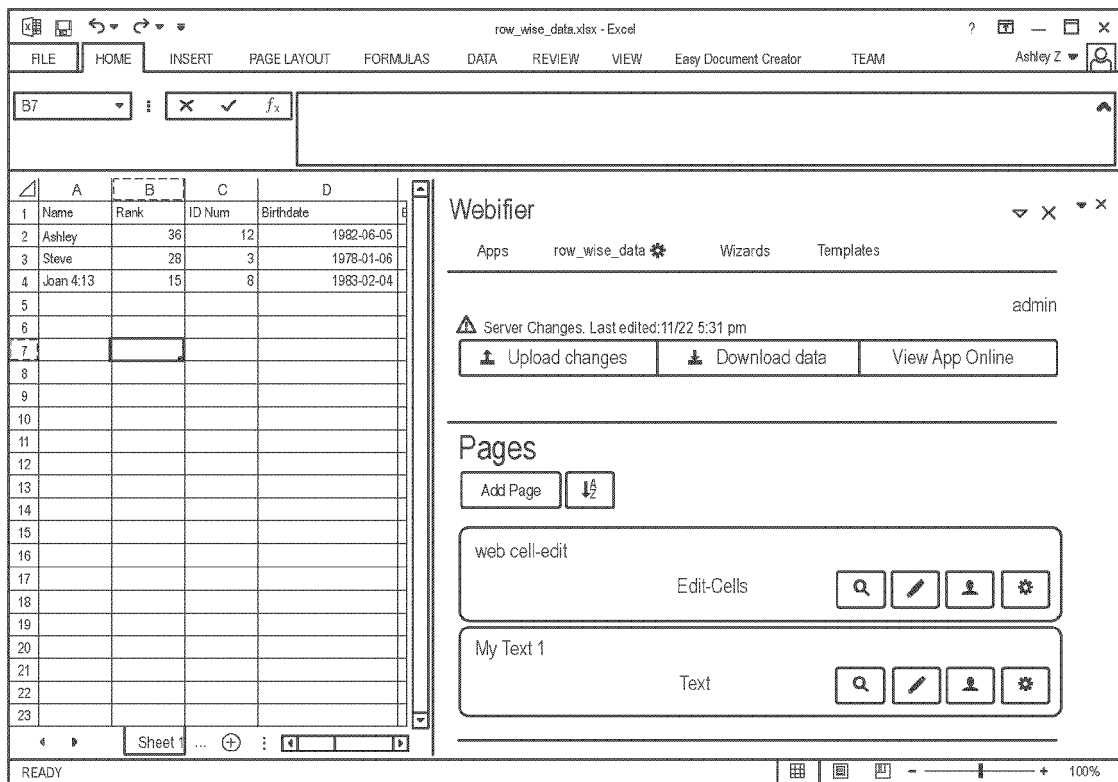 row_wise_data.xlsx - Excel
?
FILE HOME INSERT PAGE LAYOUT FORMULAS DATA REVIEW VIEW Easy Document Creator TEAM Ashley Z
B7 fx
A B C D
1 Name Rank ID Num Birthdate E
2 Ashley 36 12 1982-06-05
3 Steve 28 3 1978-01-06
4 Joan 4:13 15 8 1983-02-04
5
6
7
8
9
10
11
12
13
14
15
16
17
18
19
20
21
22
23
Sheet 1 ...
READY
Webifier
Apps row_wise_data Wizards Templates
admin
Server Changes. Last edited:11/22 5:31 pm
Upload changes Download data View App Online
Pages
Add Page AZ
web cell-edit
Edit-Cells
My Text 1
Text
100%